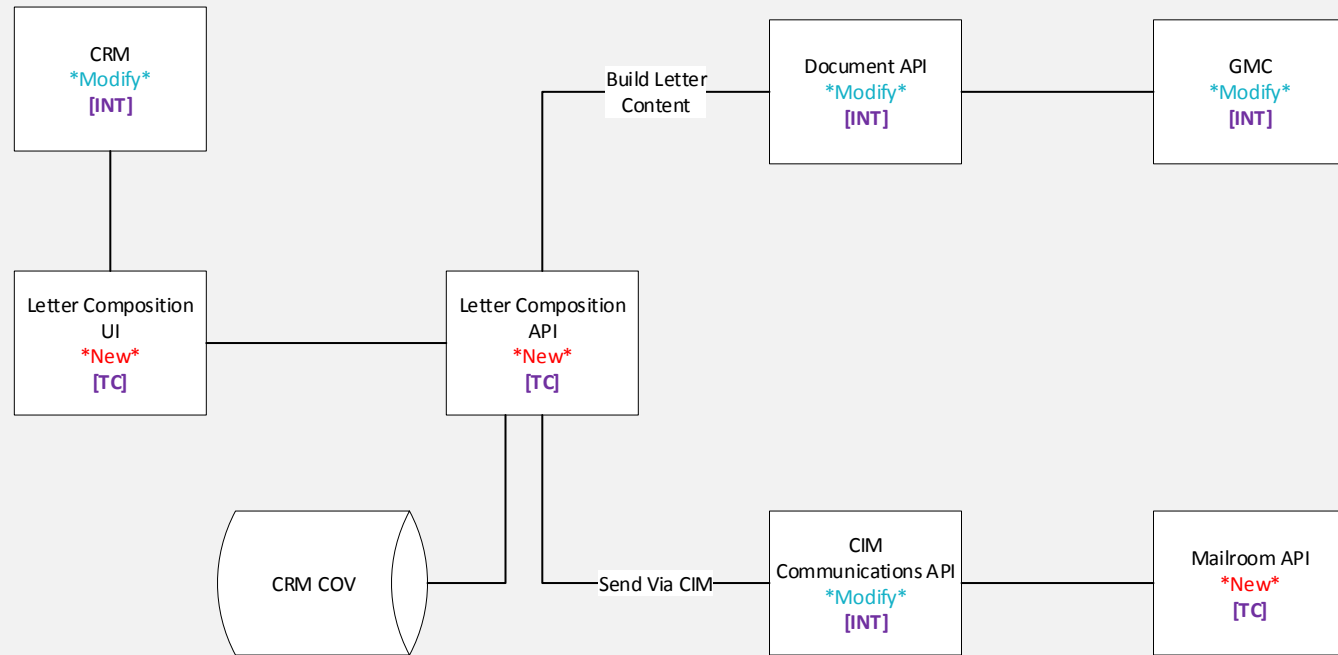 CRM
*Modify*
[INT]
Build Letter
Content
Document API
*Modify*
[INT]
GMC
*Modify*
[INT]
Letter Composition
UI
*New*
[TC]
Letter Composition
API
*New*
[TC]
CRM COV
Send Via CIM
CIM
Communications API
*Modify*
[INT]
Mailroom API
*New*
[TC]